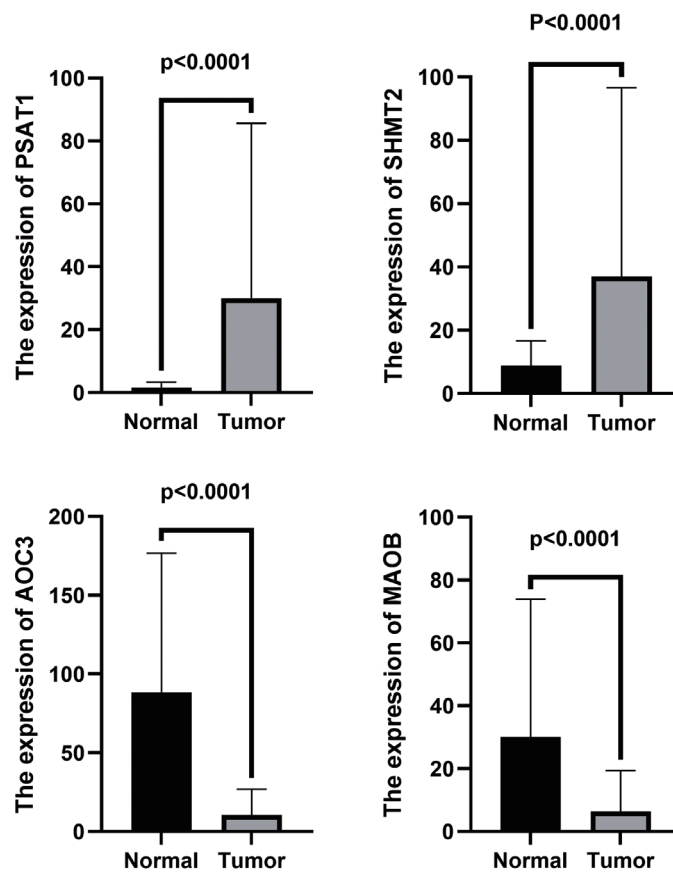 p<0.0001
The expression of PSAT1
100
80
60
40
20
0
Normal Tumor
P<0.0001
The expression of SHMT2
100
80
60
40
20
0
Normal Tumor
p<0.0001
The expression of AOC3
200
150
100
50
0
Normal Tumor
p<0.0001
The expression of MAOB
100
80
60
40
20
0
Normal Tumor